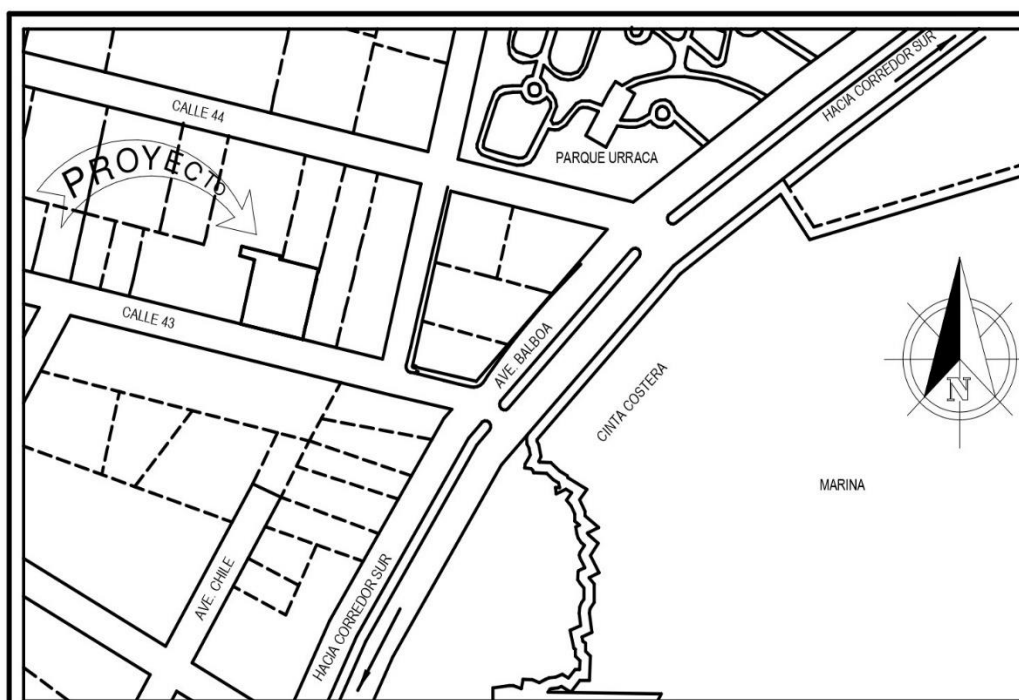 HACIA CORREDOR SUR
CALLE 44
PARQUE URRACA
PROYECTO
CALLE 43
AVE. BALBOA
CINTA COSTERA
N
MARINA
AVE. CHILE
HACIA CORREDOR SUR